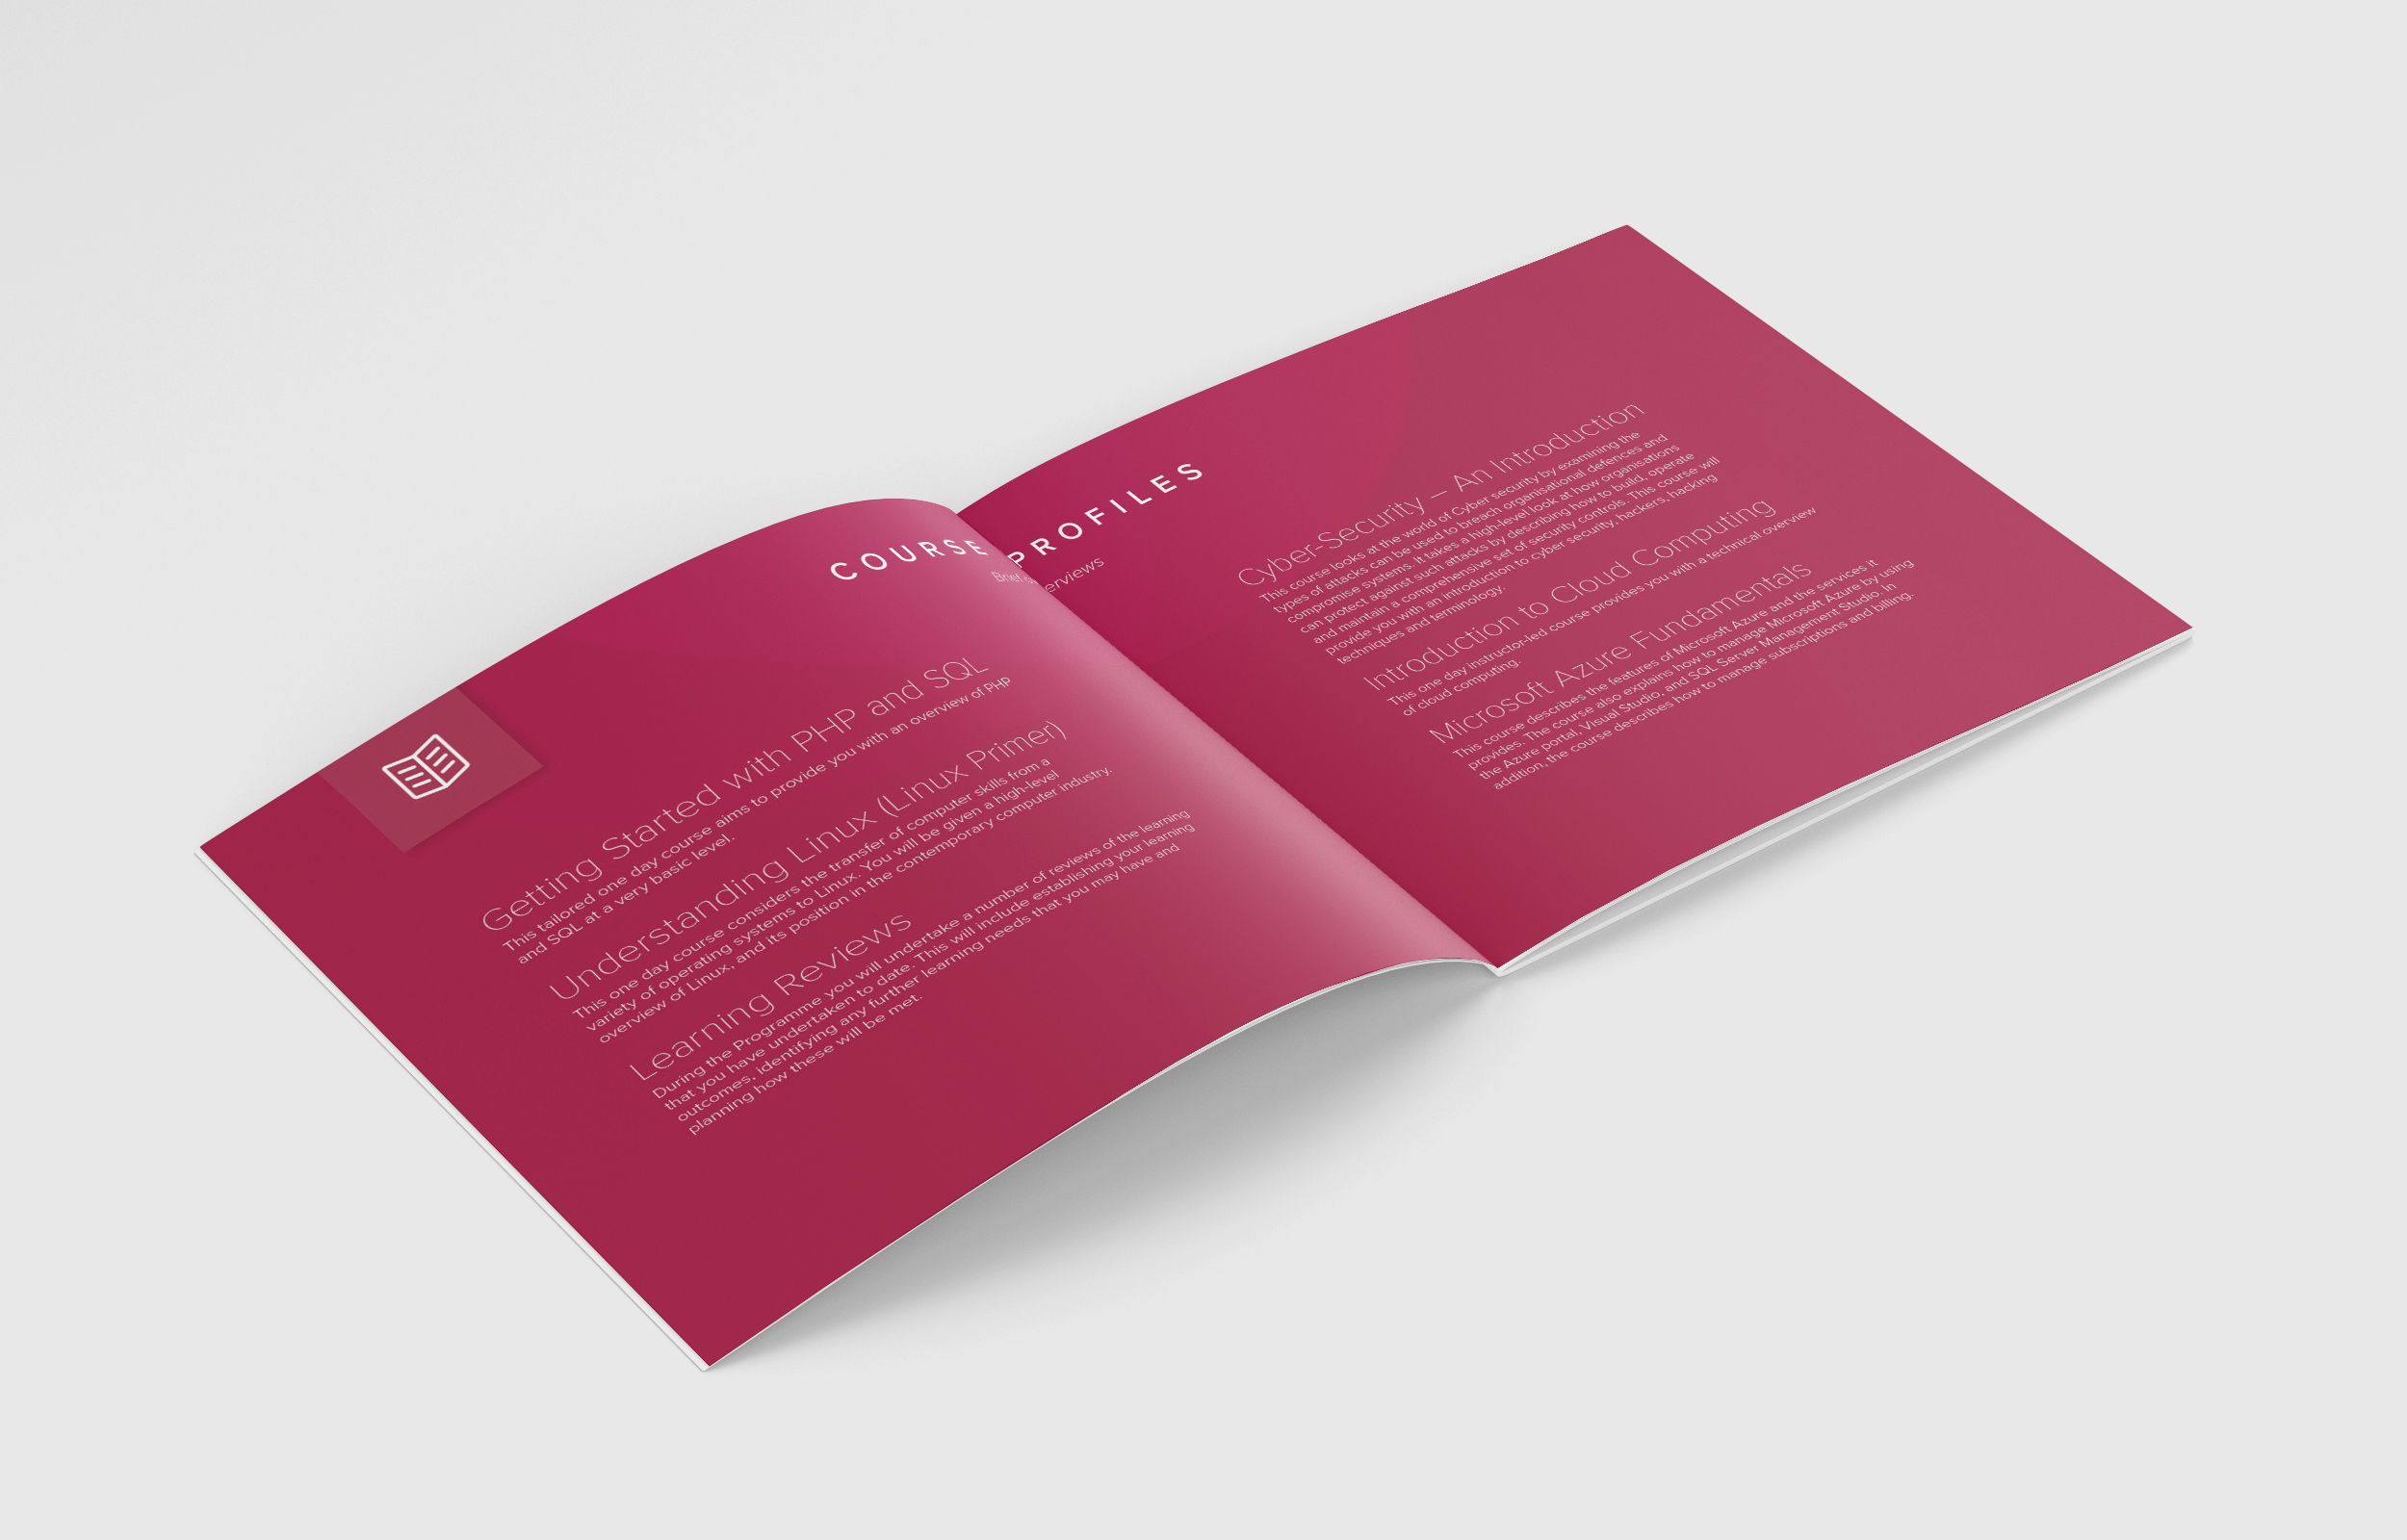 COURSE PROFILES
Brief overviews
Getting Started with PHP and SQL
This tailored one day course aims to provide you with an overview of PHP
and SQL at a very basic level.
Understanding Linux (Linux Primer)
This one day course considers the transfer of computer skills from a
variety of operating systems to Linux. You will be given a high-level
overview of Linux, and its position in the contemporary computer industry.
Learning Reviews
During the Programme you will undertake a number of reviews of the learning
that you have undertaken to date. This will include establishing your learning
outcomes, identifying any further learning needs that you may have and
planning how these will be met.
Cyber-Security – An Introduction
This course looks at the world of Cyber security by examining the
types of attacks can be used to breach organisational defences and
compromise systems. It takes a high-level look at how organisations
can protect against such attacks by describing how to build, operate
and maintain a comprehensive set of security controls. This course will
provide you with an introduction to cyber security, hackers, hacking
techniques and terminology.
Introduction to Cloud Computing
This one day instructor-led course provides you with a technical overview
of cloud computing.
Microsoft Azure Fundamentals
This course describes the features of Microsoft Azure and the services it
provides. The course also explains how to manage Microsoft Azure by using
the Azure portal, Visual Studio, and SQL Server Management Studio. In
addition, the course describes how to manage subscriptions and billing.